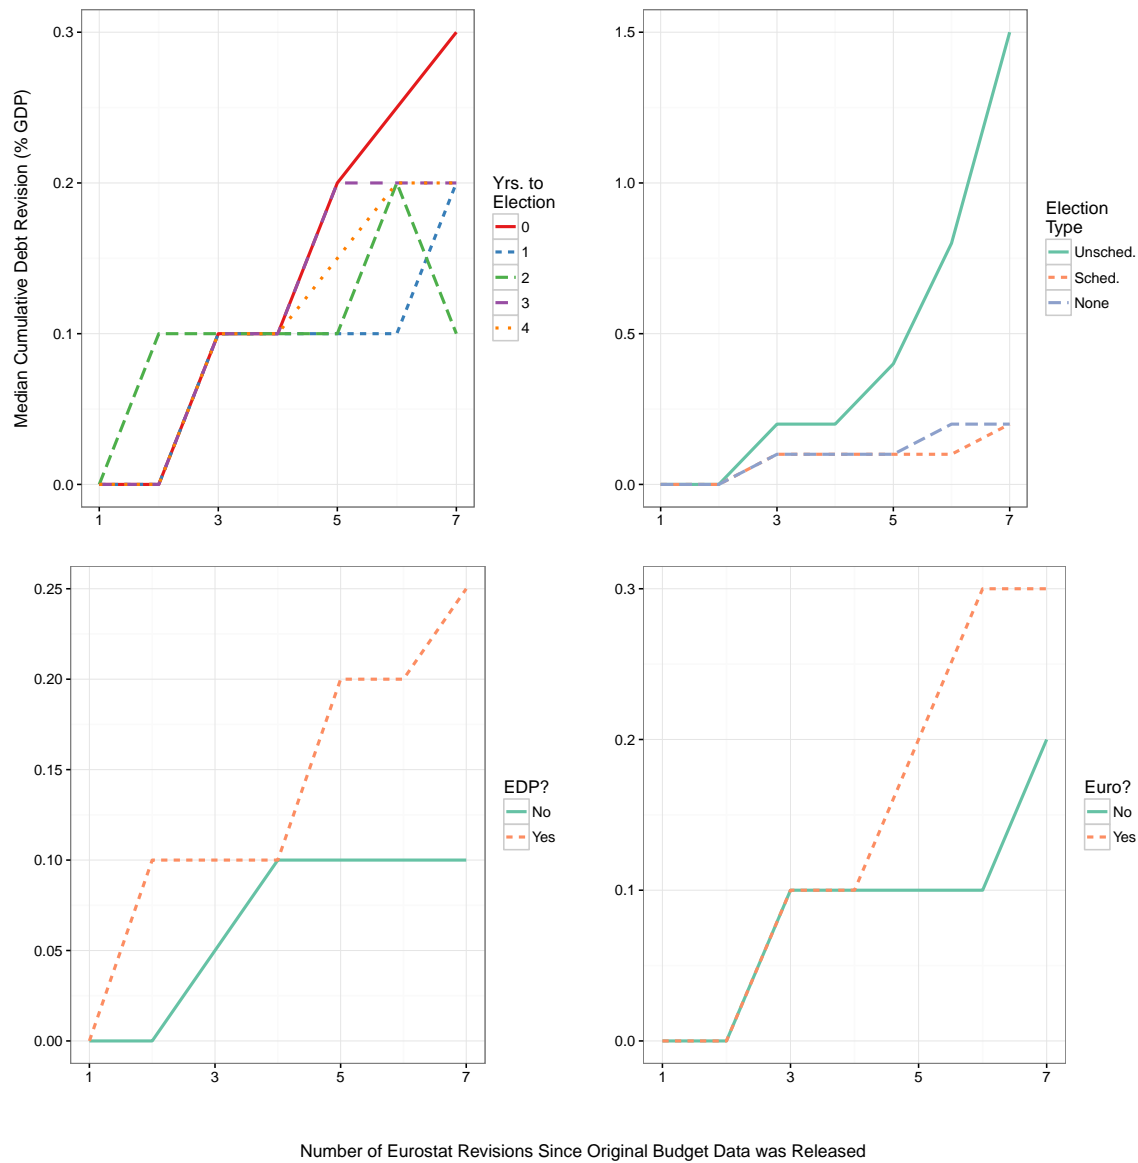 Median Cumulative Debt Revision (% GDP)
0.3
0.2
0.1
0.0
1 3 5 7
Yrs. to
Election
0
1
2
3
4
1.5
1.0
0.5
0.0
1 3 5 7
Election
Type
Unsched.
Sched.
None
0.25
0.20
0.15
0.10
0.05
0.00
1 3 5 7
EDP?
No
Yes
0.3
0.2
0.1
0.0
1 3 5 7
Euro?
No
Yes
Number of Eurostat Revisions Since Original Budget Data was Released